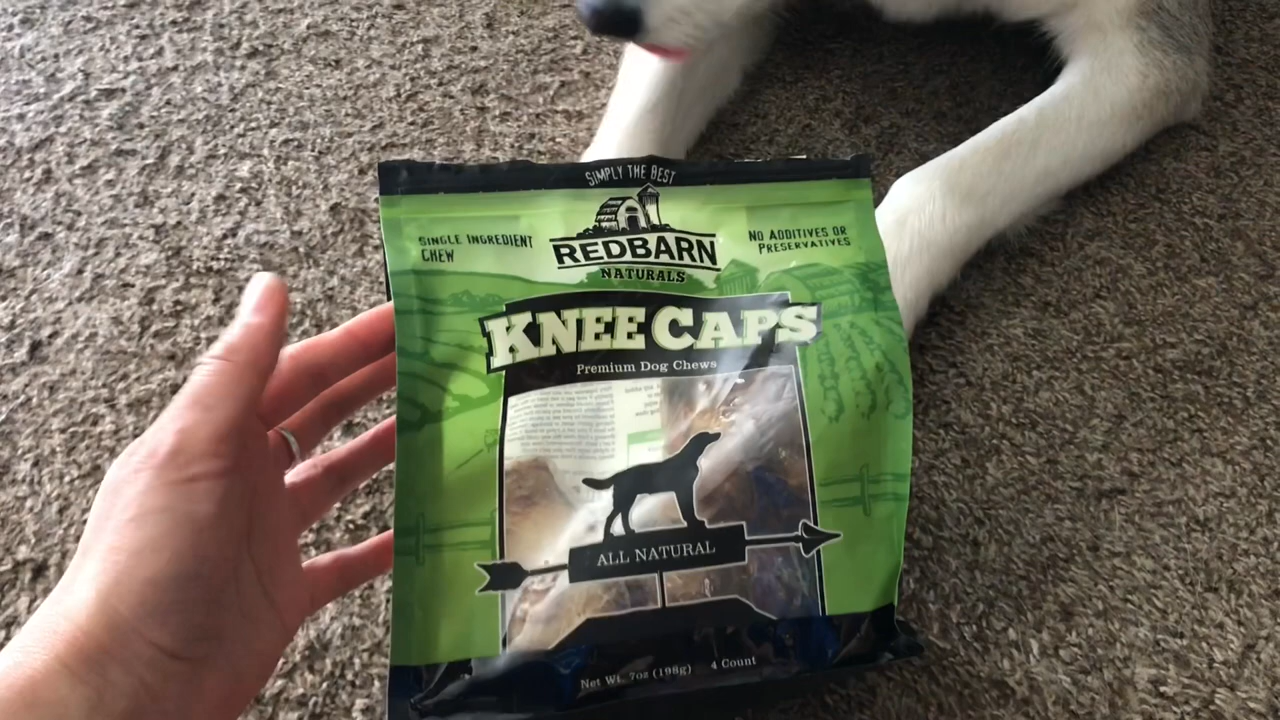 SIMPLY THE BEST
SINGLE INGREDIENT
CHEW
REDBARN
NATURALS
NO ADDITIVES OR
PRESERVATIVES
KNEE CAPS
Premium Dog Chews
ALL NATURAL
Net Wt. 7oz (198g) 4 Count